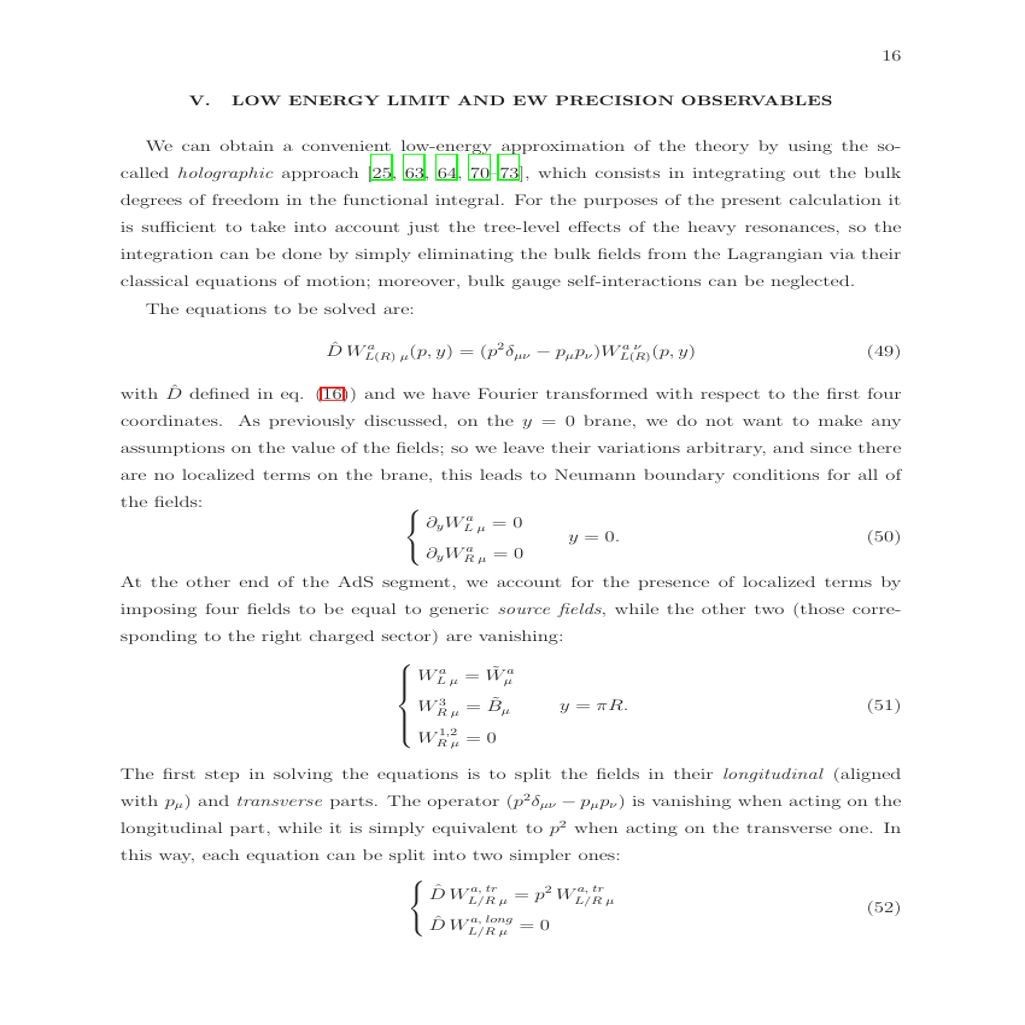 16
V. LOW ENERGY LIMIT AND EW PRECISION OBSERVABLES
We can obtain a convenient low-energy approximation of the theory by using the so-
called holographic approach [25, 63, 64, 70–73], which consists in integrating out the bulk
degrees of freedom in the functional integral. For the purposes of the present calculation it
is sufficient to take into account just the tree-level effects of the heavy resonances, so the
integration can be done by simply eliminating the bulk fields from the Lagrangian via their
classical equations of motion; moreover, bulk gauge self-interactions can be neglected.
The equations to be solved are:
$\hat{D}\, W^a_{L(R)\,\mu}(p, y) = (p^2\delta_{\mu\nu} - p_\mu p_\nu)W^{a\,\nu}_{L(R)}(p, y)$ (49)
with $\hat{D}$ defined in eq. (16)) and we have Fourier transformed with respect to the first four
coordinates. As previously discussed, on the $y = 0$ brane, we do not want to make any
assumptions on the value of the fields; so we leave their variations arbitrary, and since there
are no localized terms on the brane, this leads to Neumann boundary conditions for all of
the fields:
$\begin{cases} \partial_y W^a_{L\,\mu} = 0 \\ \partial_y W^a_{R\,\mu} = 0 \end{cases} \quad y = 0.$ (50)
At the other end of the AdS segment, we account for the presence of localized terms by
imposing four fields to be equal to generic source fields, while the other two (those corre-
sponding to the right charged sector) are vanishing:
$\begin{cases} W^a_{L\,\mu} = \tilde{W}^a_\mu \\ W^3_{R\,\mu} = \tilde{B}_\mu \\ W^{1,2}_{R\,\mu} = 0 \end{cases} \quad y = \pi R.$ (51)
The first step in solving the equations is to split the fields in their longitudinal (aligned
with $p_\mu$) and transverse parts. The operator $(p^2\delta_{\mu\nu} - p_\mu p_\nu)$ is vanishing when acting on the
longitudinal part, while it is simply equivalent to $p^2$ when acting on the transverse one. In
this way, each equation can be split into two simpler ones:
$\begin{cases} \hat{D}\, W^{a,\,tr}_{L/R\,\mu} = p^2\, W^{a,\,tr}_{L/R\,\mu} \\ \hat{D}\, W^{a,\,long}_{L/R\,\mu} = 0 \end{cases}$ (52)